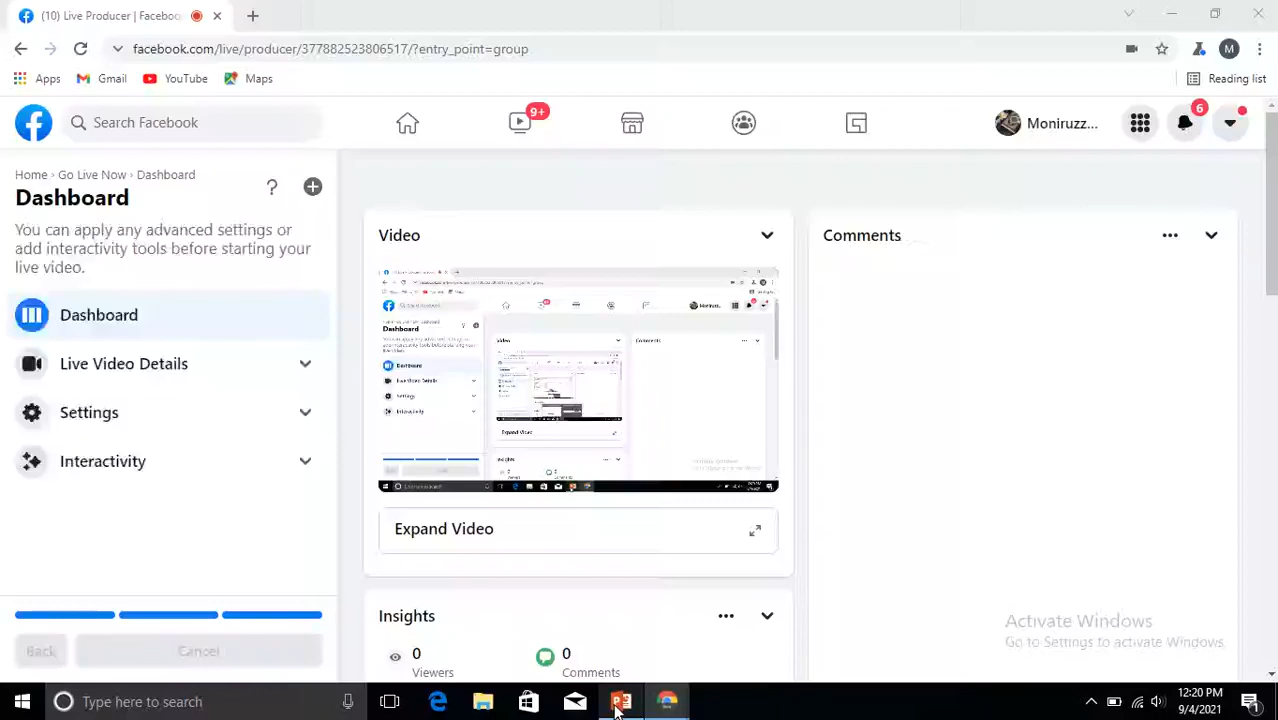 (10) Live Producer | Facebo
facebook.com/live/producer/377882523806517/?entry_point=group
M
Apps
Gmail
YouTube
Maps
Reading list
Search Facebook
9+
Moniruzz...
6
Home › Go Live Now › Dashboard
Dashboard
?
You can apply any advanced settings or
add interactivity tools before starting your
live video.
Dashboard
Live Video Details
Settings
Interactivity
Back
Cancel
Video
Expand Video
Insights
0
Viewers
0
Comments
Comments
Activate Windows
Go to Settings to activate Windows.
Type here to search
12:20 PM
9/4/2021
1